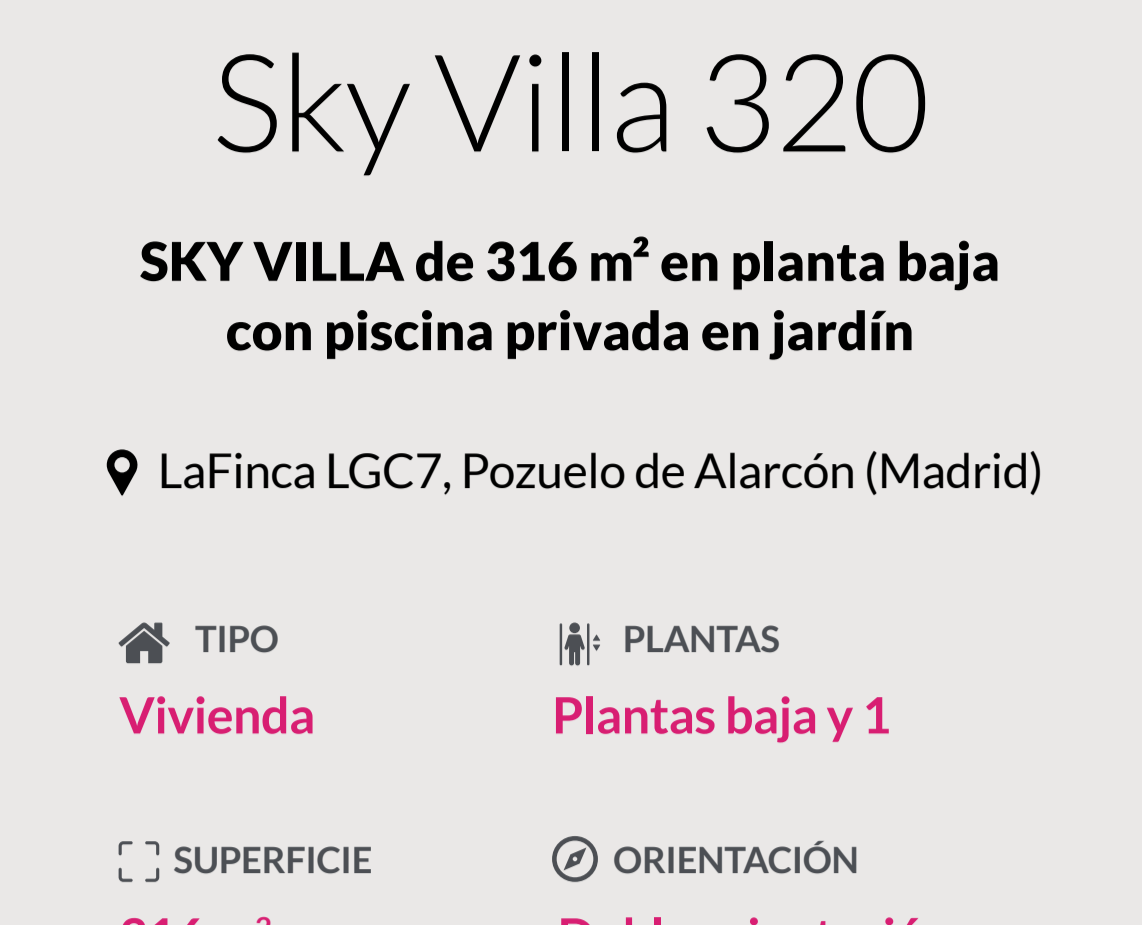 Sky Villa 320
SKY VILLA de 316 m² en planta baja
con piscina privada en jardín
LaFinca LGC7, Pozuelo de Alarcón (Madrid)
TIPO
PLANTAS
Vivienda
Plantas baja y 1
SUPERFICIE
ORIENTACIÓN